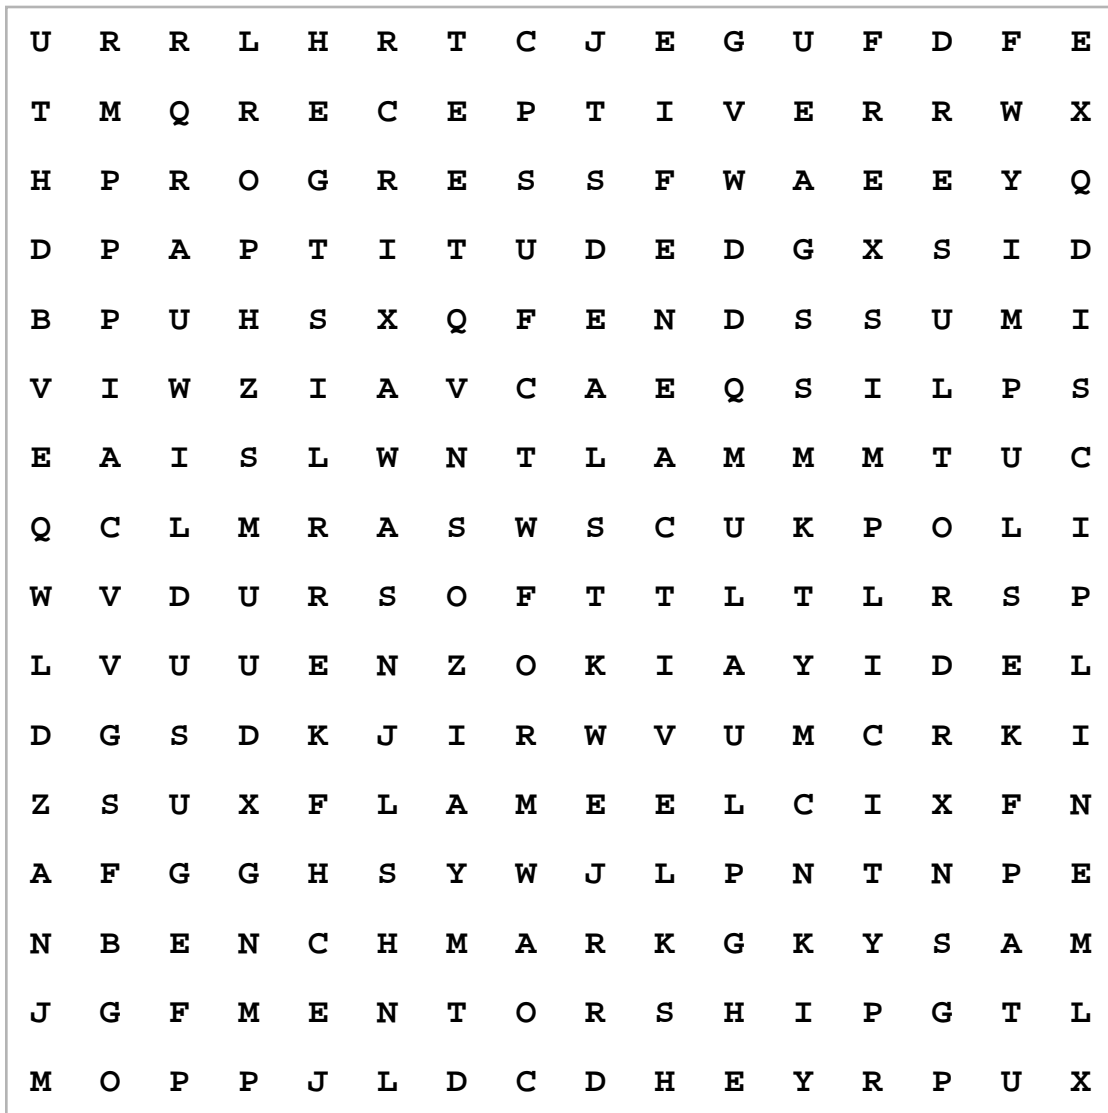 U R R L H R T C J E G U F D F E
T M Q R E C E P T I V E R R W X
H P R O G R E S S F W A E E Y Q
D P A P T I T U D E D G X S I D
B P U H S X Q F E N D S S U M I
V I W Z I A V C A E Q S I L P S
E A I S L W N T L A M M M T U C
Q C L M R A S W S C U K P O L I
W V D U R S O F T T L T L R S P
L V U U E N Z O K I A Y I D E L
D G S D K J I R W V U M C R K I
Z S U X F L A M E E L C I X F N
A F G G H S Y W J L P N T N P E
N B E N C H M A R K G K Y S A M
J G F M E N T O R S H I P G T L
M O P P J L D C D H E Y R P U X